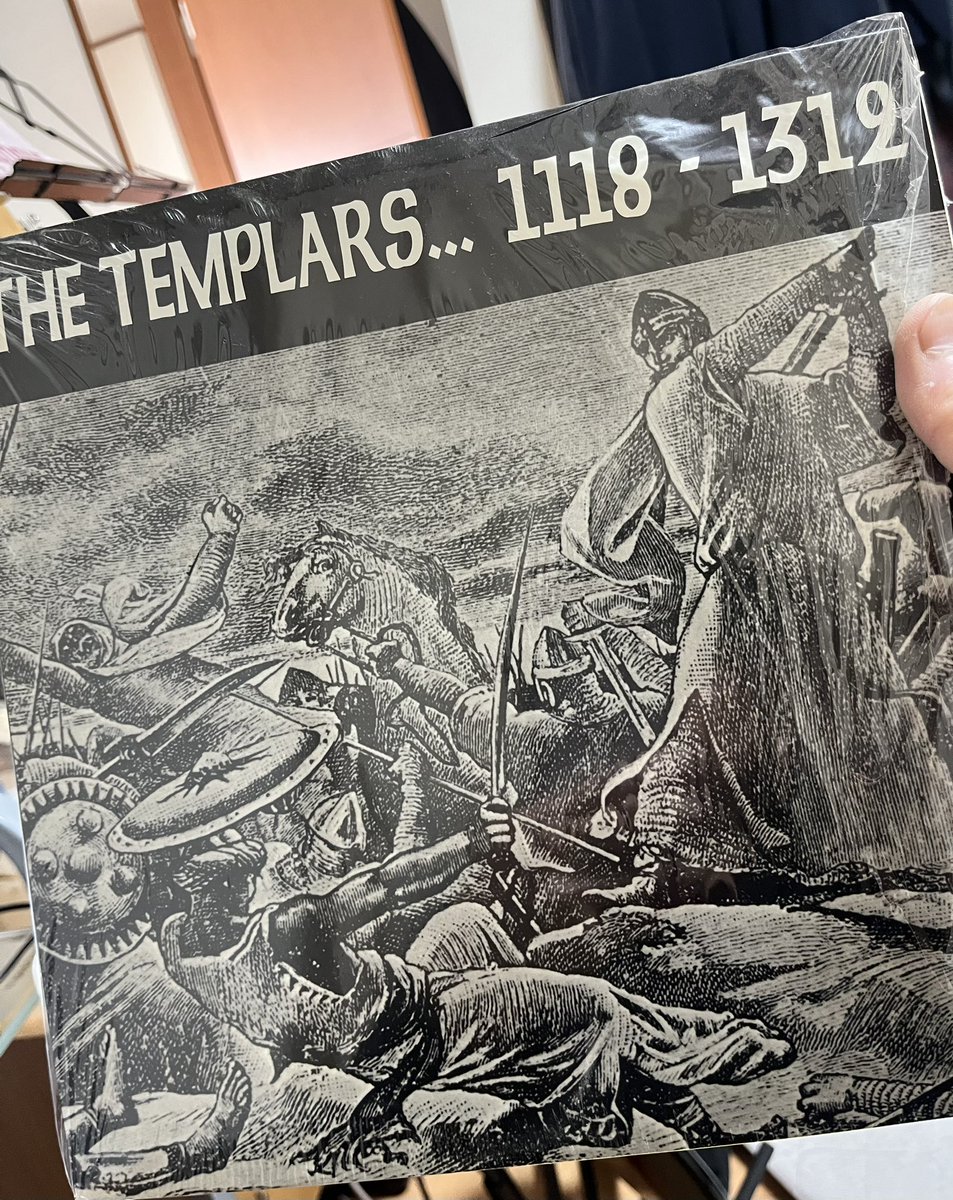 THE TEMPLARS... 1118 - 1312